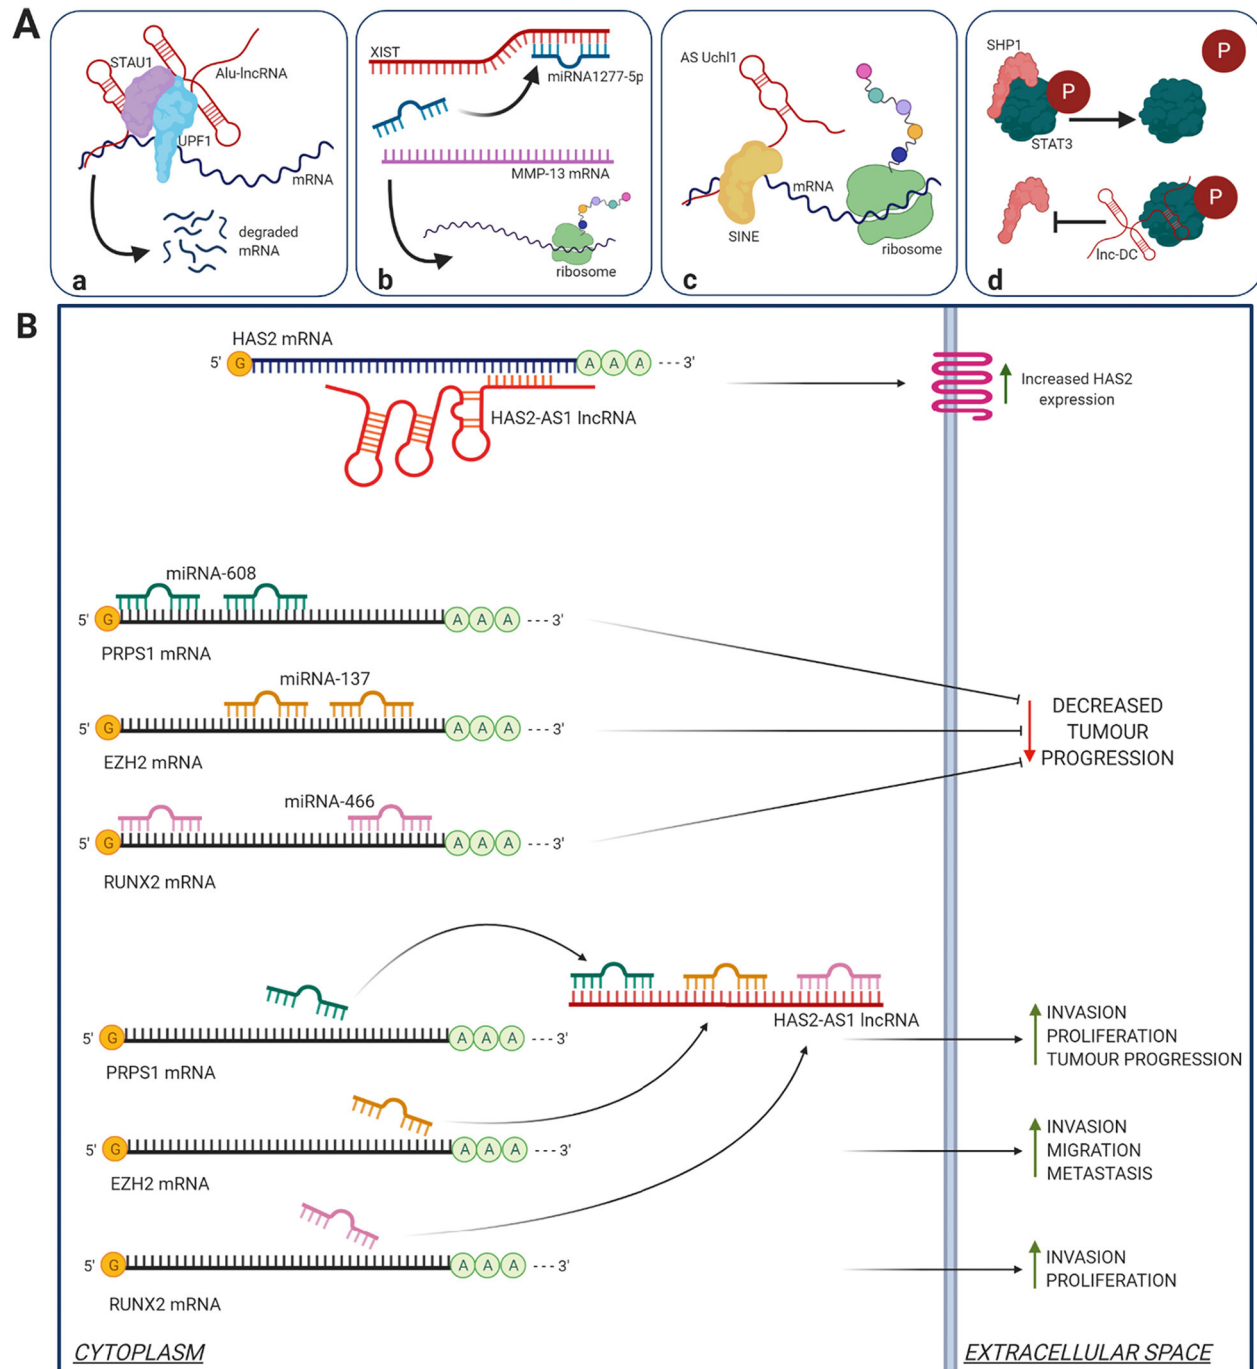 A
STAU1
Alu-lncRNA
UPF1
mRNA
degraded
mRNA
a
XIST
miRNA1277-5p
MMP-13 mRNA
ribosome
b
AS Uchl1
mRNA
SINE
ribosome
c
SHP1
P
P
STAT3
P
lnc-DC
d
B
HAS2 mRNA
5' G A A A --- 3'
HAS2-AS1 lncRNA
Increased HAS2
expression
miRNA-608
5' G A A A --- 3'
PRPS1 mRNA
miRNA-137
5' G A A A --- 3'
EZH2 mRNA
miRNA-466
5' G A A A --- 3'
RUNX2 mRNA
DECREASED
TUMOUR
PROGRESSION
HAS2-AS1 lncRNA
5' G A A A --- 3'
PRPS1 mRNA
INVASION
PROLIFERATION
TUMOUR PROGRESSION
5' G A A A --- 3'
EZH2 mRNA
INVASION
MIGRATION
METASTASIS
5' G A A A --- 3'
RUNX2 mRNA
INVASION
PROLIFERATION
CYTOPLASM
EXTRACELLULAR SPACE